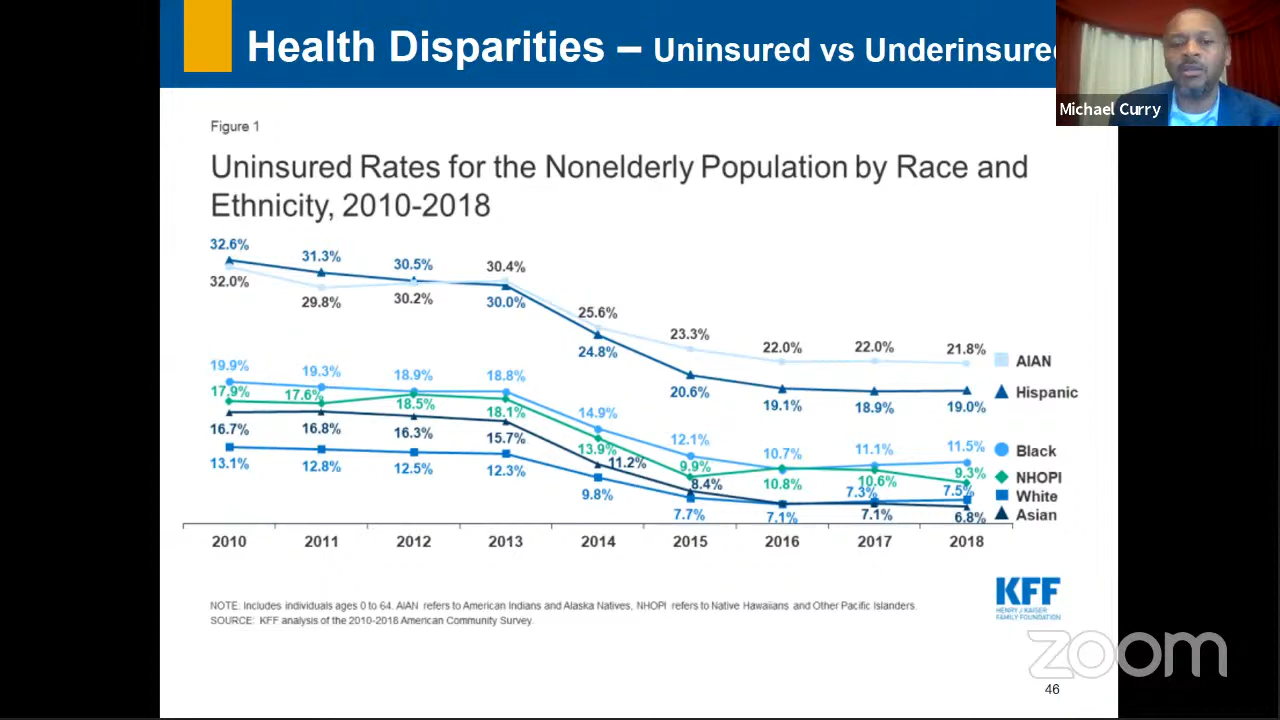 Health Disparities – Uninsured vs Underinsured
Michael Curry
Figure 1
Uninsured Rates for the Nonelderly Population by Race and
Ethnicity, 2010-2018
32.6% 31.3% 30.5% 30.4%
32.0% 29.8% 30.2% 30.0%
25.6% 23.3% 22.0% 22.0% 21.8% AIAN
24.8% 20.6% 19.1% 18.9% 19.0% Hispanic
19.9% 19.3% 18.9% 18.8% 14.9% 12.1% 10.7% 11.1% 11.5% Black
17.9% 17.6% 18.5% 18.1% 13.9% 9.9% 10.8% 10.6% 9.3% NHOPI
16.7% 16.8% 16.3% 15.7% 11.2% 8.4% 7.3% 7.5% White
13.1% 12.8% 12.5% 12.3% 9.8% 7.7% 7.1% 7.1% 6.8% Asian
2010 2011 2012 2013 2014 2015 2016 2017 2018
NOTE: Includes individuals ages 0 to 64. AIAN refers to American Indians and Alaska Natives, NHOPI refers to Native Hawaiians and Other Pacific Islanders.
SOURCE: KFF analysis of the 2010-2018 American Community Survey.
KFF
HENRY J KAISER
FAMILY FOUNDATION
zoom
46